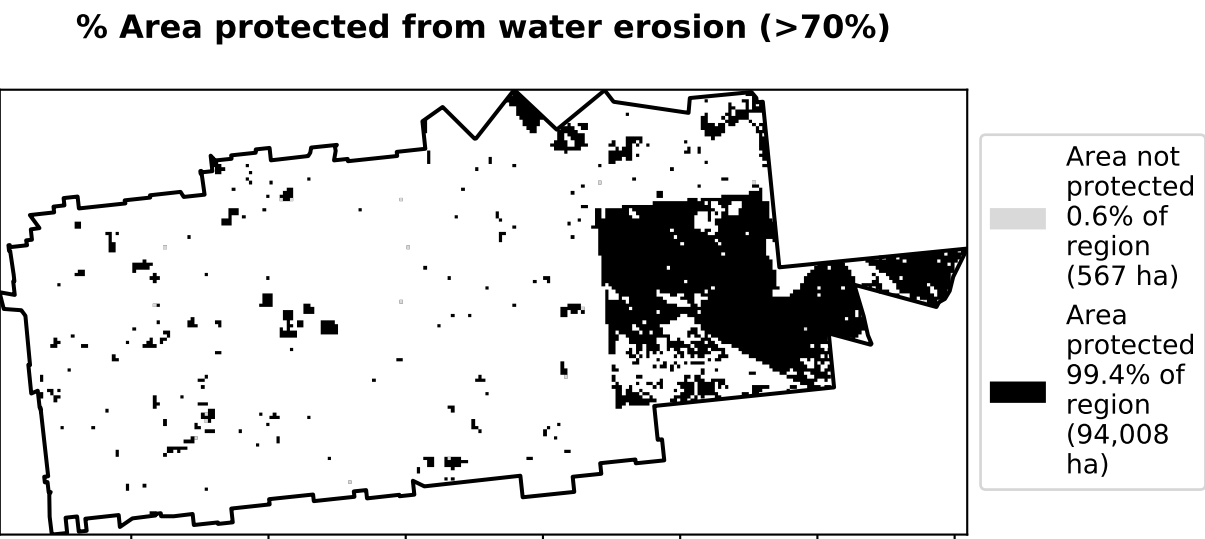 % Area protected from water erosion (>70%)
Area not
protected
0.6% of
region
(567 ha)
Area
protected
99.4% of
region
(94,008
ha)